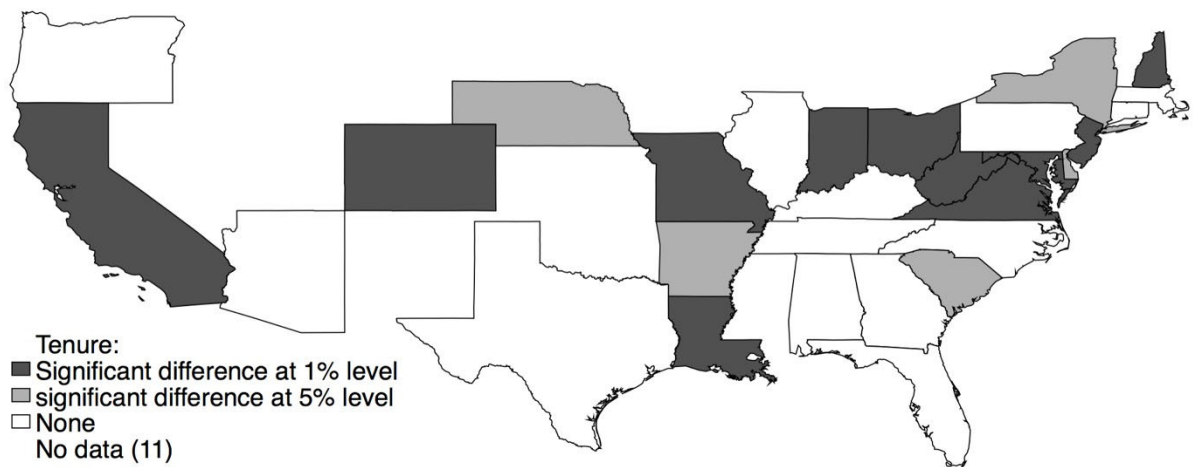 Tenure:
Significant difference at 1% level
significant difference at 5% level
None
No data (11)